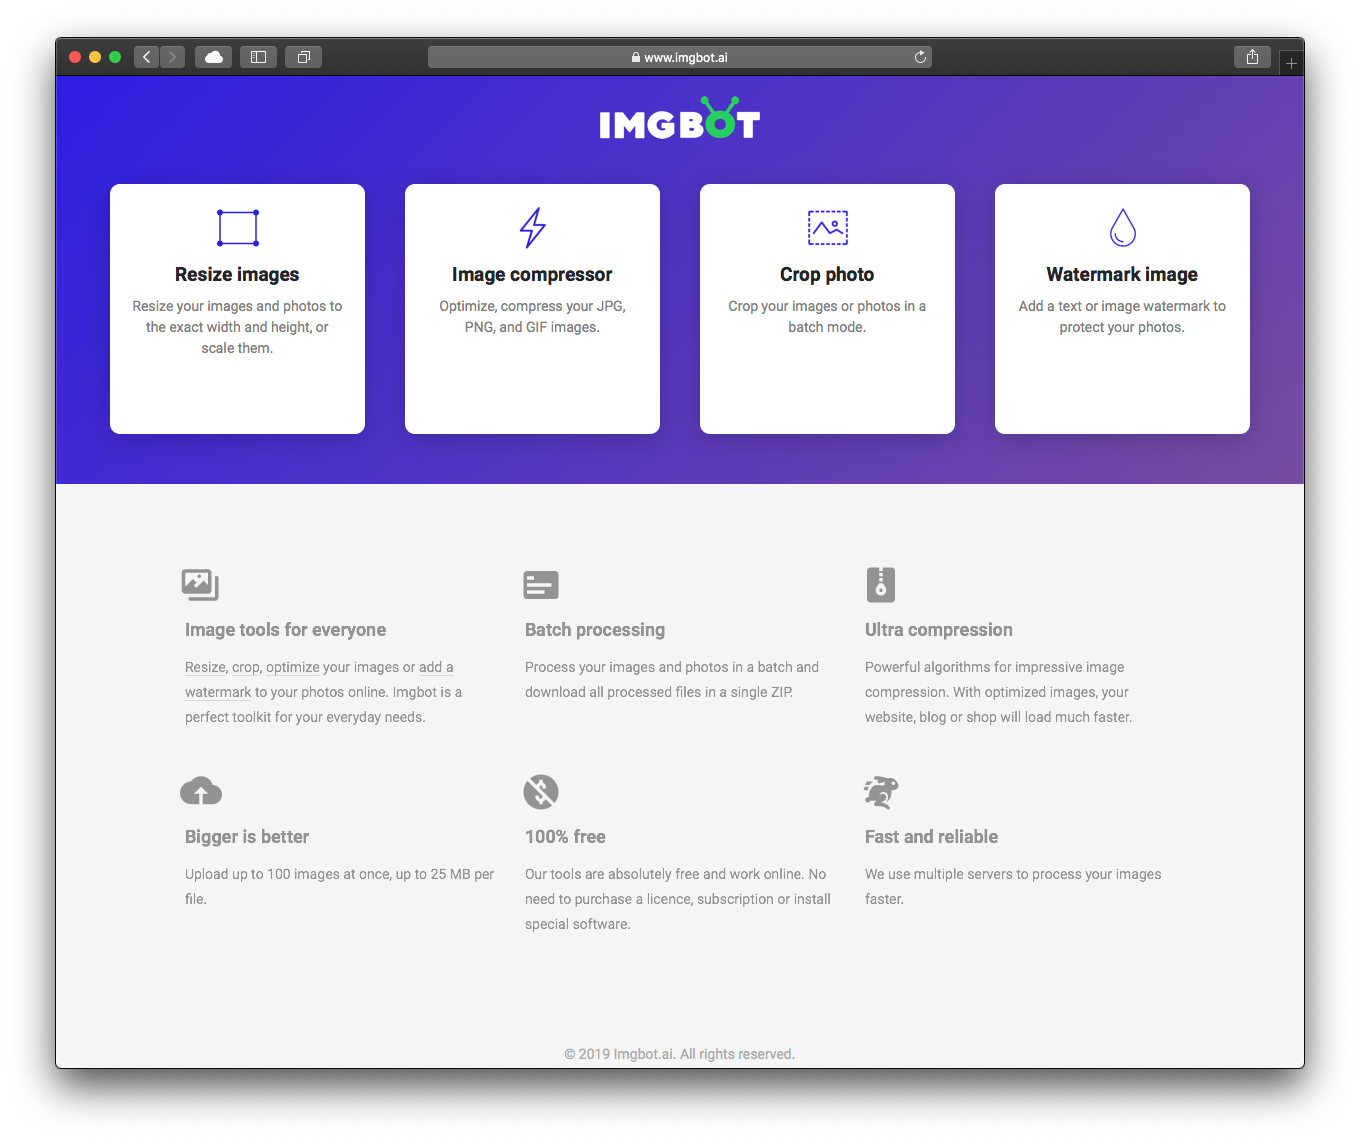 www.imgbot.ai
IMGBOT
Resize images
Resize your images and photos to
the exact width and height, or
scale them.
Image compressor
Optimize, compress your JPG,
PNG, and GIF images.
Crop photo
Crop your images or photos in a
batch mode.
Watermark image
Add a text or image watermark to
protect your photos.
Image tools for everyone
Resize, crop, optimize your images or add a
watermark to your photos online. Imgbot is a
perfect toolkit for your everyday needs.
Batch processing
Process your images and photos in a batch and
download all processed files in a single ZIP.
Ultra compression
Powerful algorithms for impressive image
compression. With optimized images, your
website, blog or shop will load much faster.
Bigger is better
Upload up to 100 images at once, up to 25 MB per
file.
100% free
Our tools are absolutely free and work online. No
need to purchase a licence, subscription or install
special software.
Fast and reliable
We use multiple servers to process your images
faster.
© 2019 Imgbot.ai. All rights reserved.